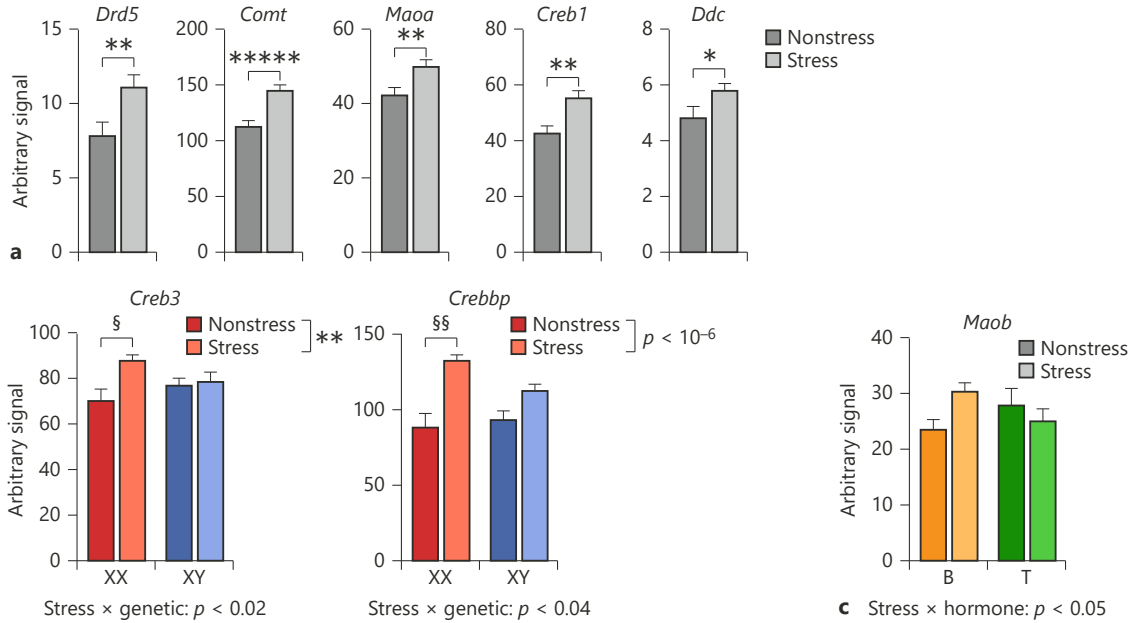 Drd5 Comt Maoa Creb1 Ddc
15 200 60 80 8
Nonstress
Stress
** ***** ** ** *
Arbitrary signal
10 150 40 60 6
100 40 4
5 50 20 20 2
0 0 0 0 0
a
Creb3 Crebbp
Nonstress
Stress
**
Nonstress
Stress
p < 10–6
§ §§
Arbitrary signal
100
80
60
80
40
60
20
80
0
XX XY
Stress × genetic: p < 0.02
150
100
50
0
XX XY
Stress × genetic: p < 0.04
Maob
Nonstress
Stress
Arbitrary signal
40
30
20
10
0
B T
c Stress × hormone: p < 0.05